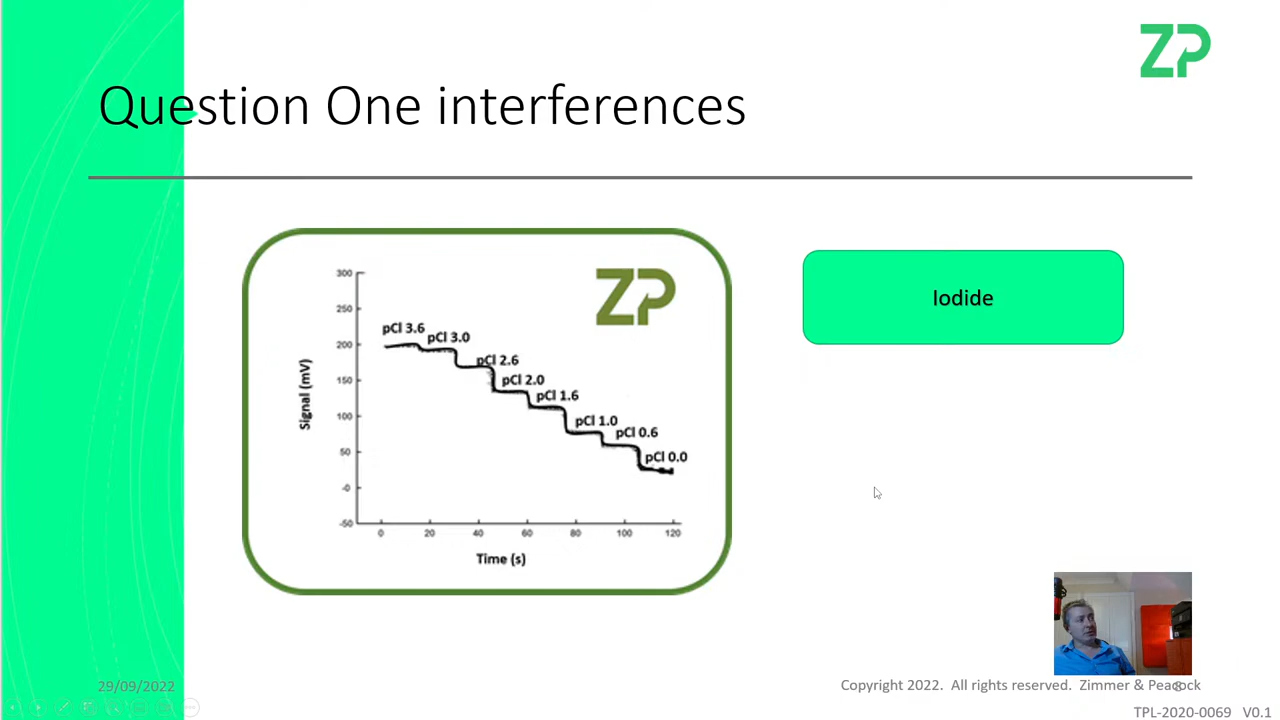 ZP
Question One interferences
ZP
300
250
200
150
100
50
-0
-50
Signal (mV)
pCl 3.6
pCl 3.0
pCl 2.6
pCl 2.0
pCl 1.6
pCl 1.0
pCl 0.6
pCl 0.0
0 20 40 60 80 100 120
Time (s)
Iodide
29/09/2022
Copyright 2022. All rights reserved. Zimmer & Peacock
8
TPL-2020-0069 V0.1